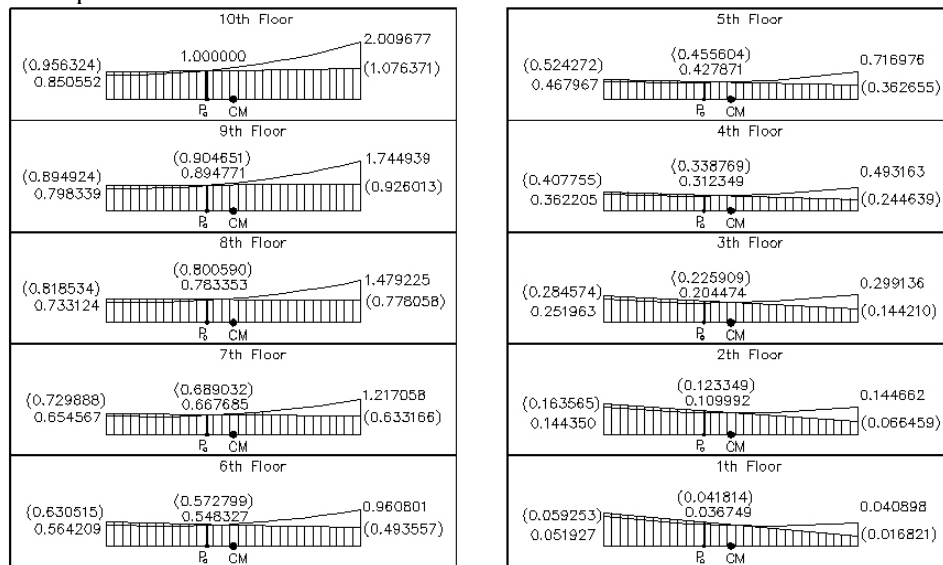 10th Floor
(0.956324)
0.850552
1.000000
2.009677
(1.076371)
P₀ CM
9th Floor
(0.894924)
0.798339
(0.904651)
0.894771
1.744939
(0.926013)
P₀ CM
8th Floor
(0.818534)
0.733124
(0.800590)
0.783353
1.479225
(0.778058)
P₀ CM
7th Floor
(0.729888)
0.654567
(0.689032)
0.667685
1.217058
(0.633166)
P₀ CM
6th Floor
(0.630515)
0.564209
(0.572799)
0.548327
0.960801
(0.493557)
P₀ CM
5th Floor
(0.524272)
0.467967
(0.455604)
0.427871
0.716976
(0.362655)
P₀ CM
4th Floor
(0.407755)
0.362205
(0.338769)
0.312349
0.493163
(0.244639)
P₀ CM
3th Floor
(0.284574)
0.251963
(0.225909)
0.204474
0.299136
(0.144210)
P₀ CM
2th Floor
(0.163565)
0.144350
(0.123349)
0.109992
0.144662
(0.066459)
P₀ CM
1th Floor
(0.059253)
0.051927
(0.041814)
0.036749
0.040898
(0.016821)
P₀ CM